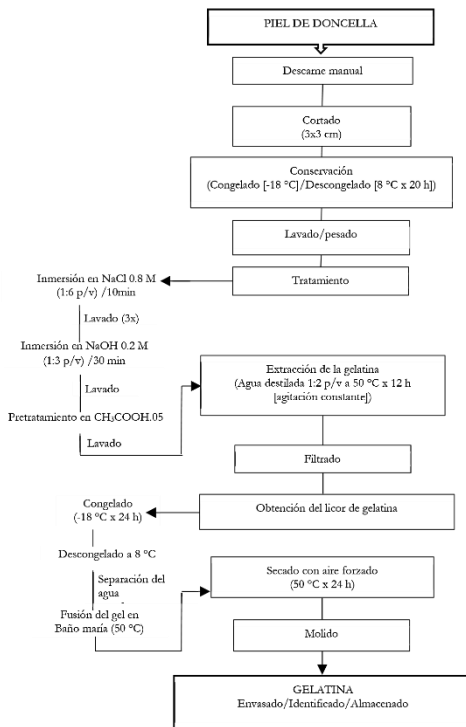 PIEL DE DONCELLA
Descarne manual
Cortado
(3x3 cm)
Conservación
(Congelado [-18 °C]/Descongelado [8 °C x 20 h])
Lavado/pesado
Tratamiento
Inmersión en NaCl 0.8 M
(1:6 p/v) /10min
Lavado (3x)
Inmersión en NaOH 0.2 M
(1:3 p/v) /30 min
Lavado
Pretratamiento en CH₃COOH.05
Lavado
Extracción de la gelatina
(Agua destilada 1:2 p/v a 50 °C x 12 h
[agitación constante])
Filtrado
Obtención del licor de gelatina
Congelado
(-18 °C x 24 h)
Descongelado a 8 °C
Separación del
agua
Fusión del gel en
Baño maría (50 °C)
Secado con aire forzado
(50 °C x 24 h)
Molido
GELATINA
Envasado/Identificado/Almacenado